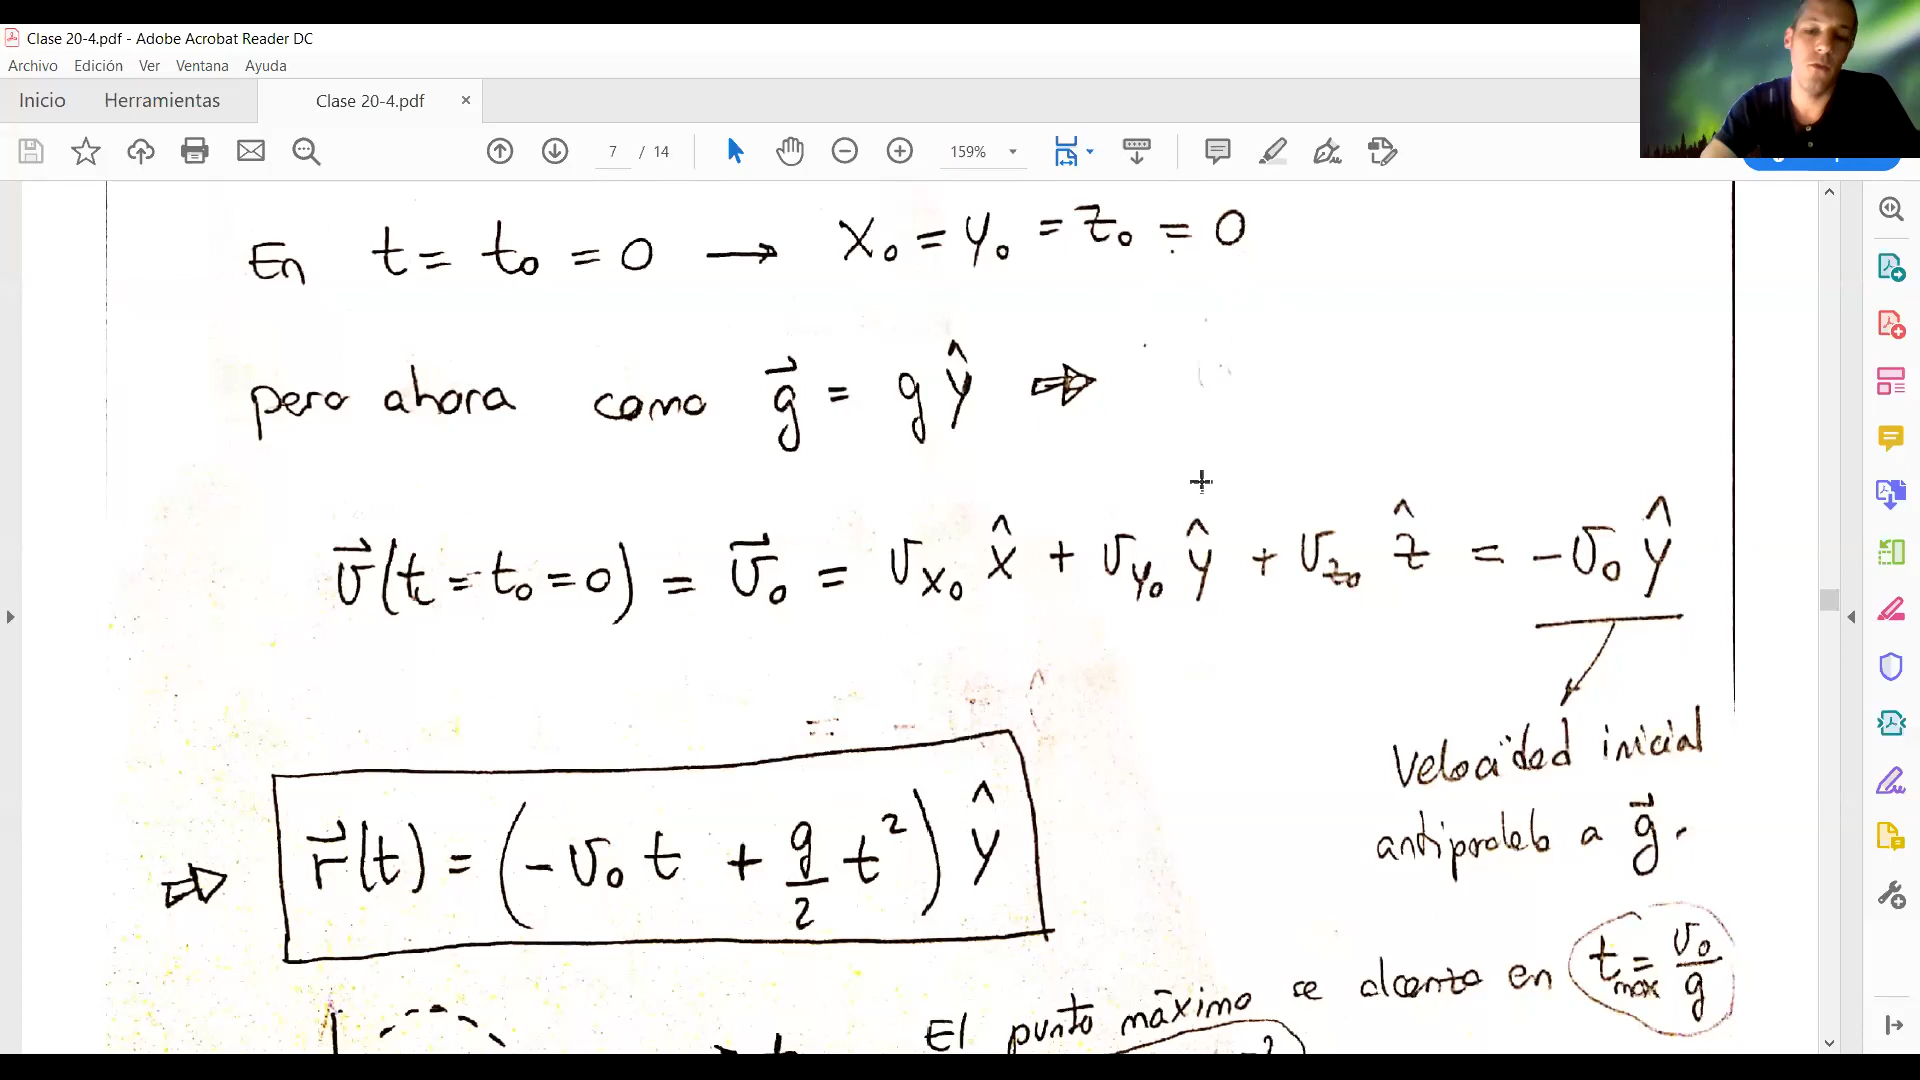 Clase 20-4.pdf - Adobe Acrobat Reader DC
Archivo Edición Ver Ventana Ayuda
Inicio Herramientas Clase 20-4.pdf ×
7 / 14 159%
En t = t₀ = 0 → x₀ = y₀ = z₀ = 0
pero ahora como g⃗ = g ŷ ⇒
v⃗(t = t₀ = 0) = v⃗₀ = v_x₀ x̂ + v_y₀ ŷ + v_z₀ ẑ = -v₀ ŷ
Velocidad inicial
antiparalela a g⃗.
⇒ r⃗(t) = (-v₀ t + g/2 t²) ŷ
El punto máximo se alcanza en t_max = v₀/g